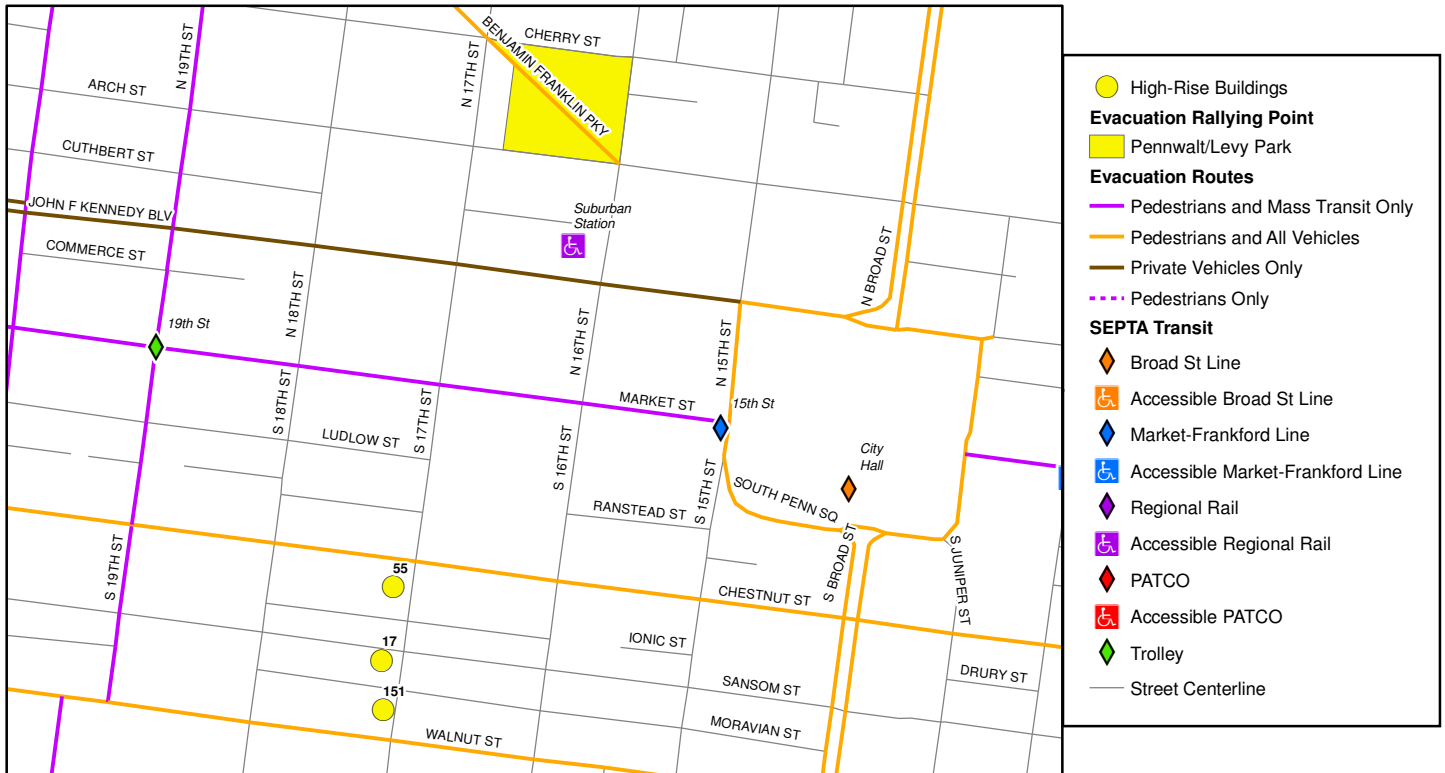 CHERRY ST
BENJAMIN FRANKLIN PKY
N 19TH ST
N 17TH ST
ARCH ST
CUTHBERT ST
JOHN F KENNEDY BLV
Suburban
Station
COMMERCE ST
N BROAD ST
N 18TH ST
19th St
N 16TH ST
N 15TH ST
MARKET ST
15th St
S 18TH ST
S 17TH ST
LUDLOW ST
S 16TH ST
City
Hall
S 15TH ST
SOUTH PENN SQ
RANSTEAD ST
S 19TH ST
S BROAD ST
S JUNIPER ST
55
CHESTNUT ST
17
IONIC ST
DRURY ST
151
SANSOM ST
MORAVIAN ST
WALNUT ST
High-Rise Buildings
Evacuation Rallying Point
Pennwalt/Levy Park
Evacuation Routes
Pedestrians and Mass Transit Only
Pedestrians and All Vehicles
Private Vehicles Only
Pedestrians Only
SEPTA Transit
Broad St Line
Accessible Broad St Line
Market-Frankford Line
Accessible Market-Frankford Line
Regional Rail
Accessible Regional Rail
PATCO
Accessible PATCO
Trolley
Street Centerline